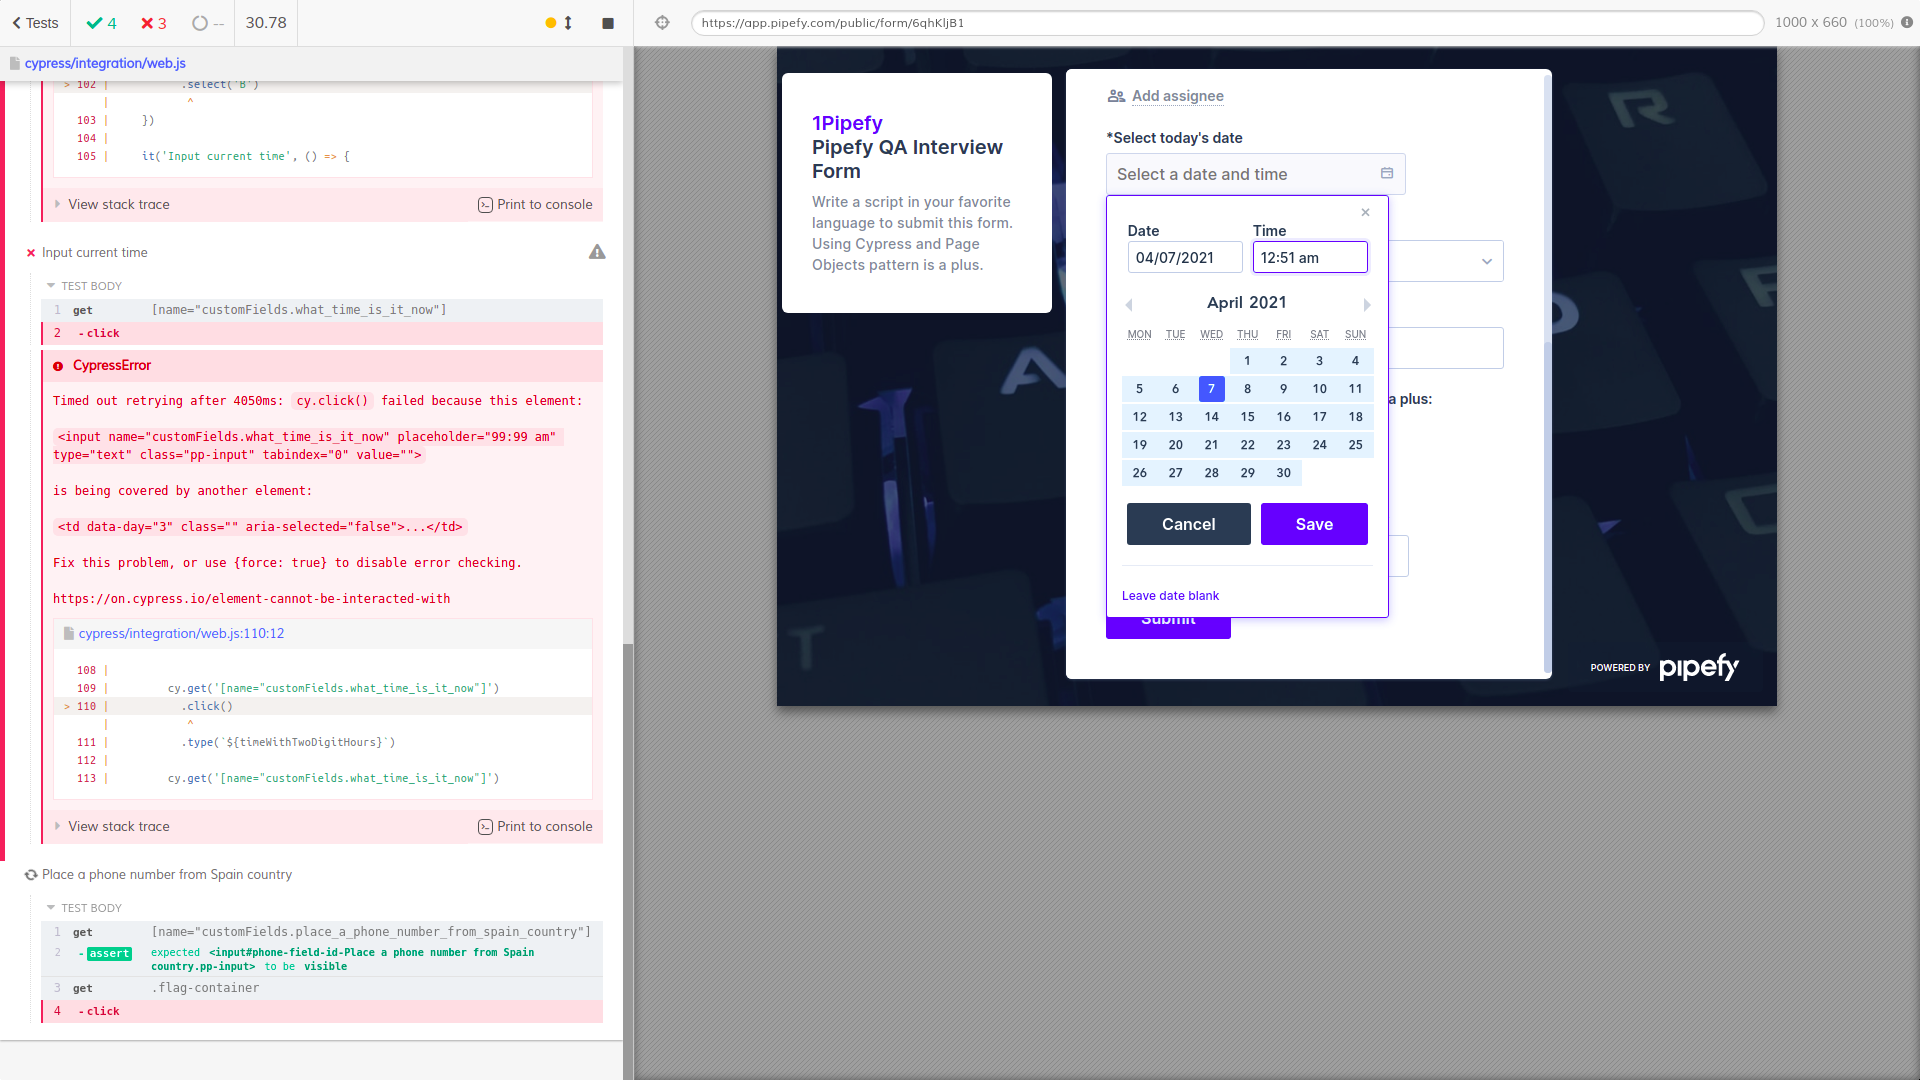 Tests
4
3
--
30.78
https://app.pipefy.com/public/form/6qhKljB1
1000 x 660 (100%)
cypress/integration/web.js
> 102 | .select('B')
| ^
103 | })
104 |
105 | it('Input current time', () => {
View stack trace
Print to console
Input current time
TEST BODY
1 get [name="customFields.what_time_is_it_now"]
2 - click
CypressError
Timed out retrying after 4050ms: cy.click() failed because this element:
<input name="customFields.what_time_is_it_now" placeholder="99:99 am"
type="text" class="pp-input" tabindex="0" value="">
is being covered by another element:
<td data-day="3" class="" aria-selected="false">...</td>
Fix this problem, or use {force: true} to disable error checking.
https://on.cypress.io/element-cannot-be-interacted-with
cypress/integration/web.js:110:12
108 |
109 | cy.get('[name="customFields.what_time_is_it_now"]')
> 110 | .click()
| ^
111 | .type(`${timeWithTwoDigitHours}`)
112 |
113 | cy.get('[name="customFields.what_time_is_it_now"]')
View stack trace
Print to console
Place a phone number from Spain country
TEST BODY
1 get [name="customFields.place_a_phone_number_from_spain_country"]
2 - assert expected <input#phone-field-id-Place a phone number from Spain
country.pp-input> to be visible
3 get .flag-container
4 - click
1Pipefy
Pipefy QA Interview
Form
Write a script in your favorite
language to submit this form.
Using Cypress and Page
Objects pattern is a plus.
Add assignee
*Select today's date
Select a date and time
×
Date Time
04/07/2021 12:51 am
April 2021
MON TUE WED THU FRI SAT SUN
1 2 3 4
5 6 7 8 9 10 11
12 13 14 15 16 17 18
19 20 21 22 23 24 25
26 27 28 29 30
a plus:
Cancel
Save
Leave date blank
Submit
POWERED BY pipefy